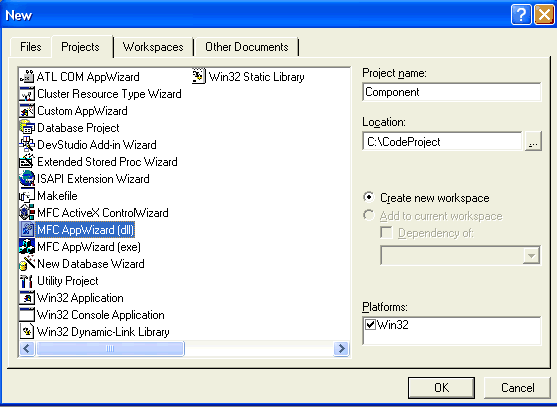 New
Files
Projects
Workspaces
Other Documents
ATL COM AppWizard
Cluster Resource Type Wizard
Custom AppWizard
Database Project
DevStudio Add-in Wizard
Extended Stored Proc Wizard
ISAPI Extension Wizard
Makefile
MFC ActiveX ControlWizard
MFC AppWizard (dll)
MFC AppWizard (exe)
New Database Wizard
Utility Project
Win32 Application
Win32 Console Application
Win32 Dynamic-Link Library
Win32 Static Library
Project name:
Component
Location:
C:\CodeProject
...
Create new workspace
Add to current workspace
Dependency of:
Platforms:
Win32
OK
Cancel